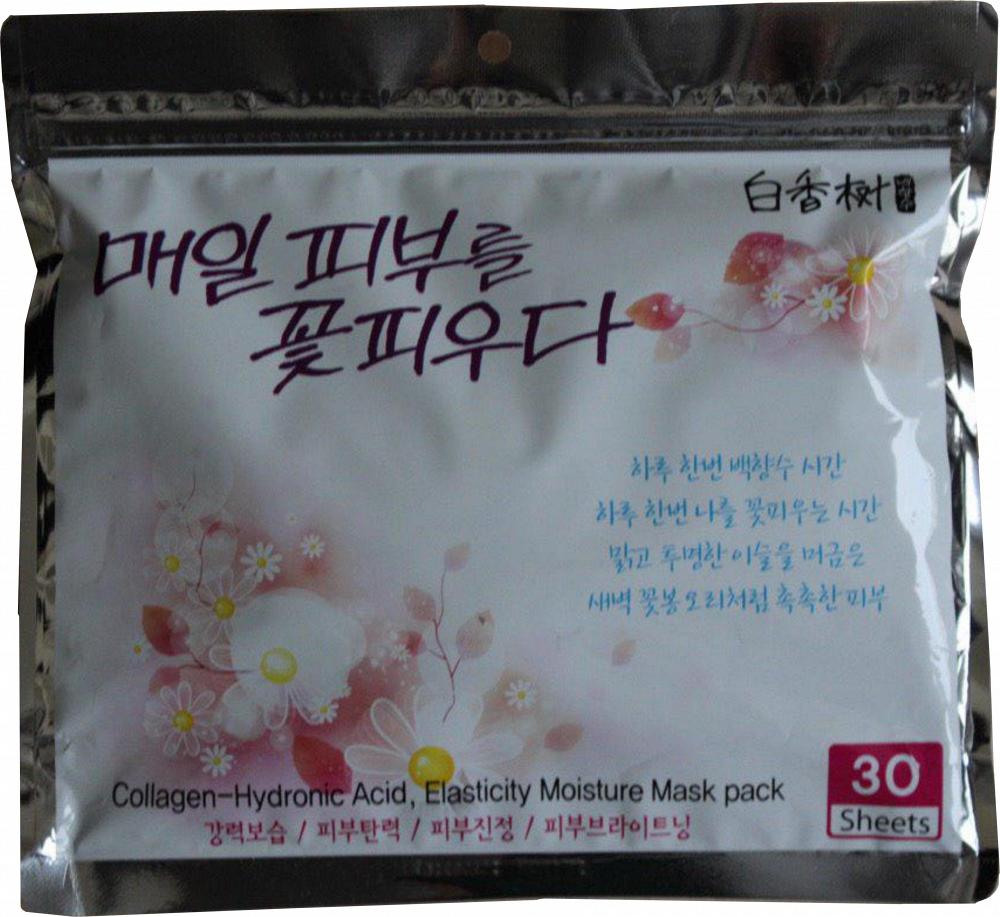 白香树
매일 피부를
꽃피우다
하루 한번 백향수 시간
하루 한번 나를 꽃피우는 시간
맑고 투명한 이슬을 머금은
새벽 꽃봉오리처럼 촉촉한 피부
Collagen-Hydronic Acid, Elasticity Moisture Mask pack
강력보습 / 피부탄력 / 피부진정 / 피부브라이트닝
30
Sheets